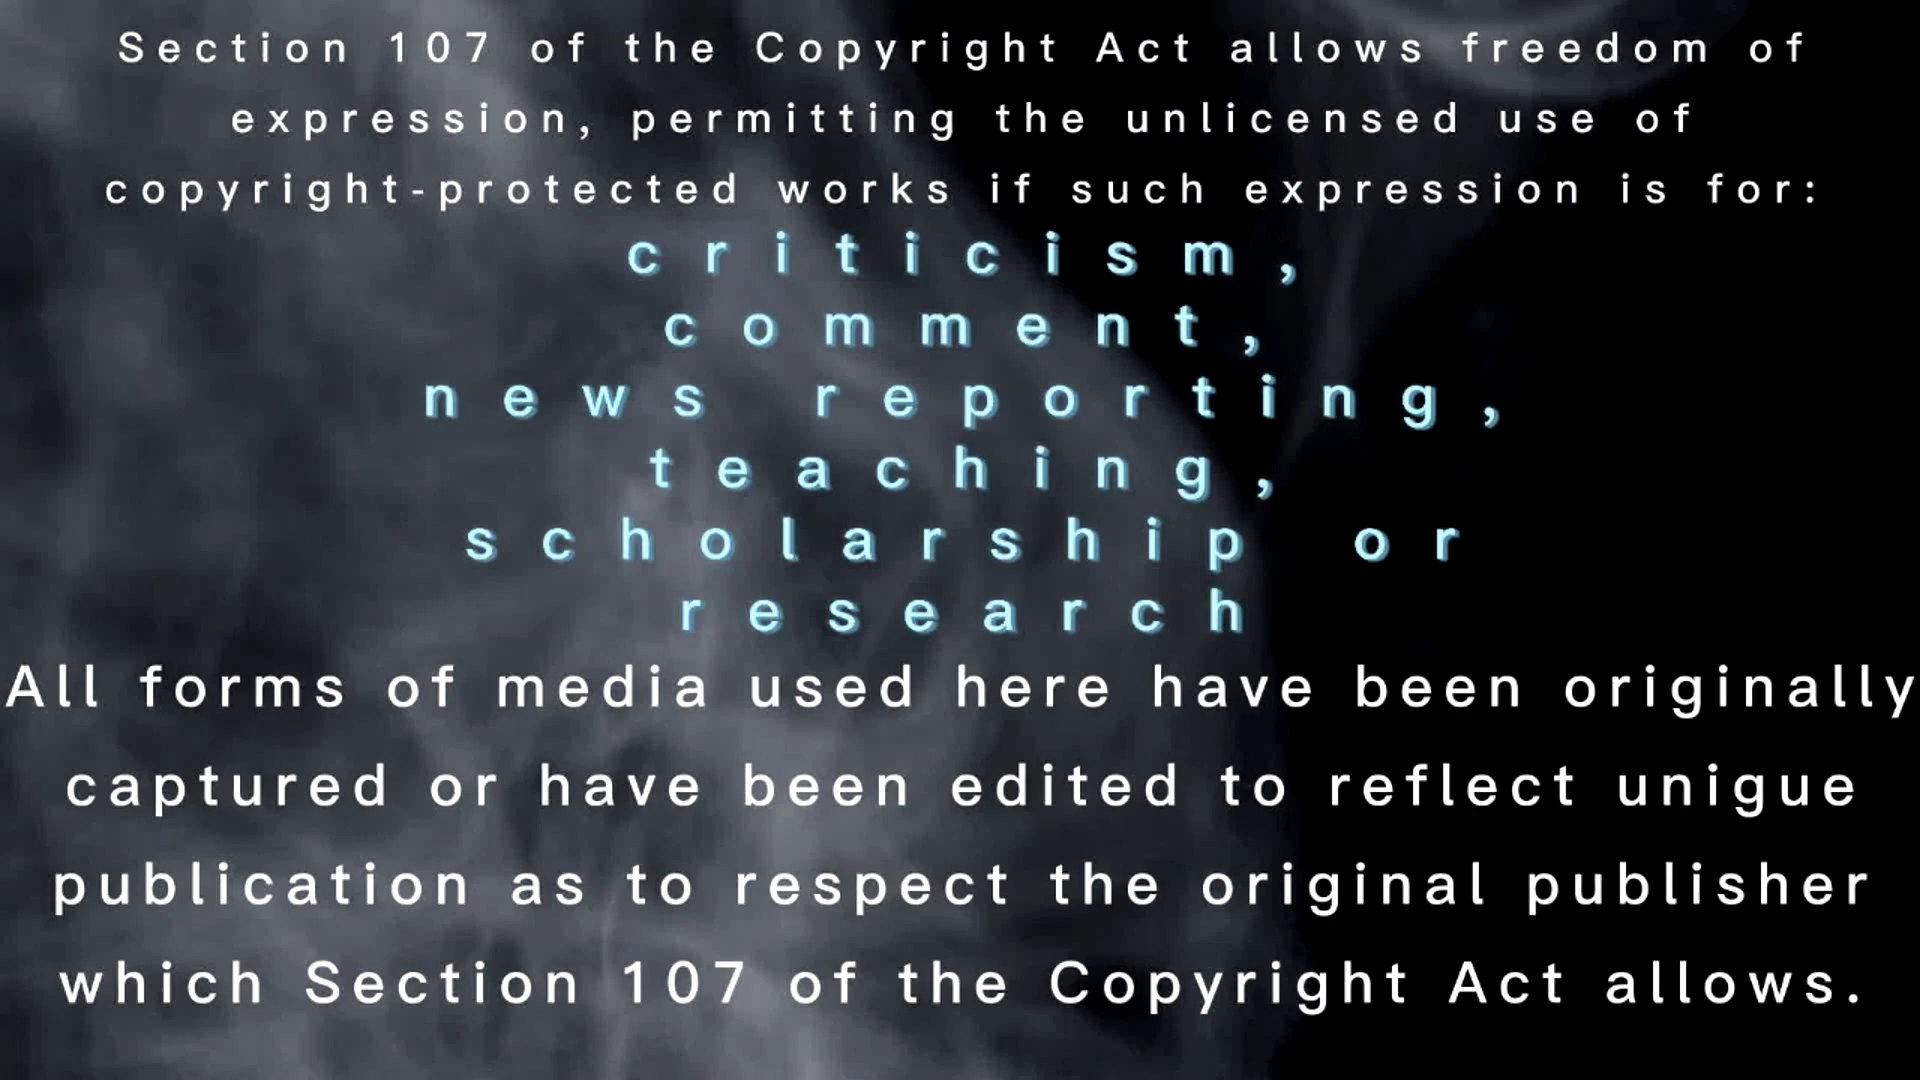 Section 107 of the Copyright Act allows freedom of
expression, permitting the unlicensed use of
copyright-protected works if such expression is for:
criticism,
comment,
news reporting,
teaching,
scholarship or
research
All forms of media used here have been originally
captured or have been edited to reflect unigue
publication as to respect the original publisher
which Section 107 of the Copyright Act allows.